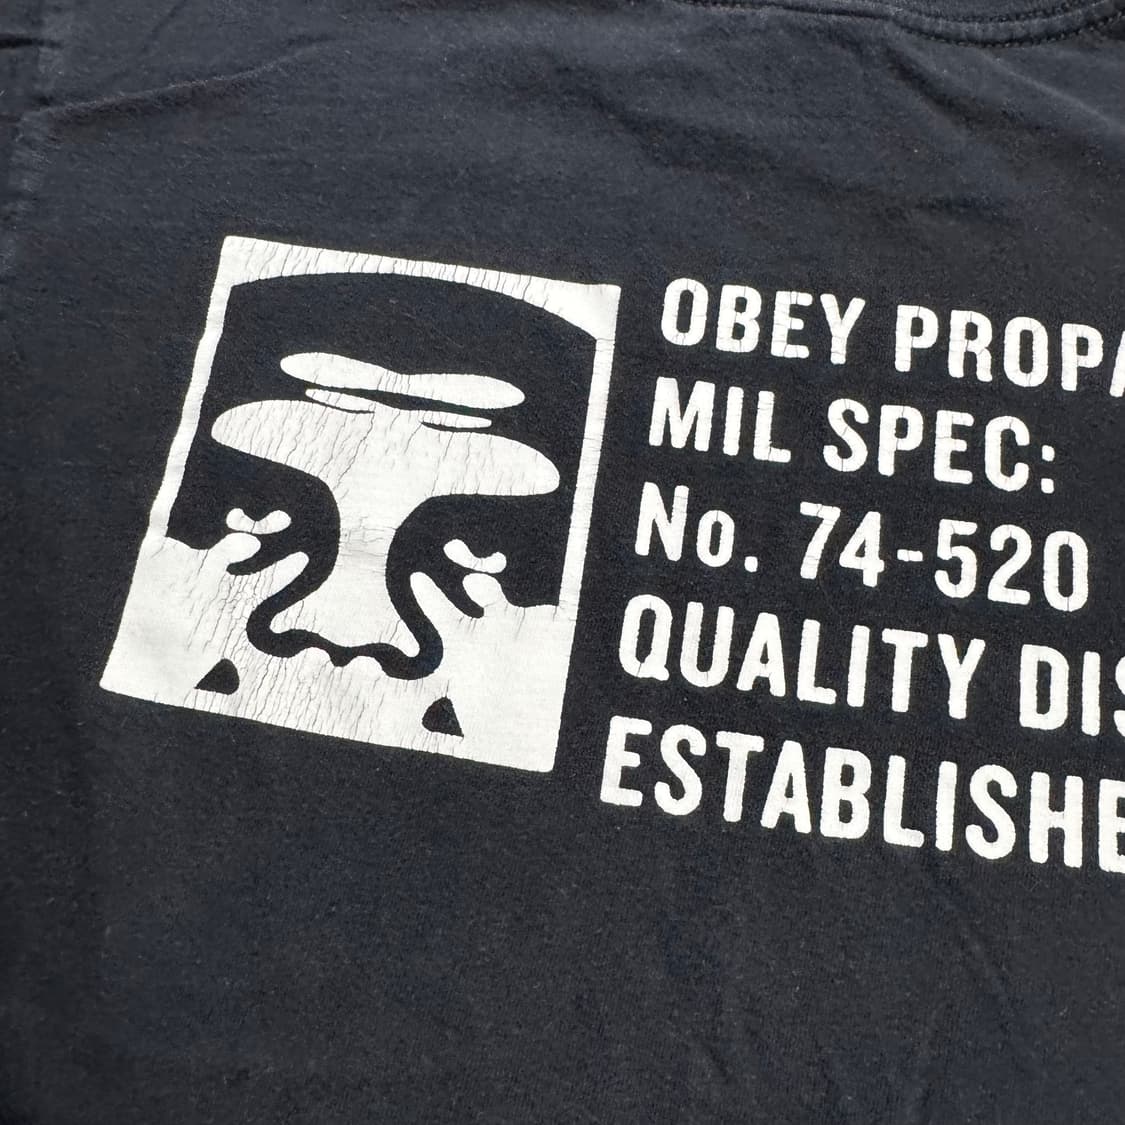 OBEY PROPA
MIL SPEC:
No. 74-520
QUALITY DIS
ESTABLISHE